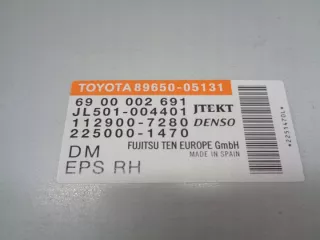 TOYOTA 89650-05131
69 00 002 691
JL501-004401 JTEKT
112900-7280 DENSO
225000-1470
DM FUJITSU TEN EUROPE GmbH
MADE IN SPAIN
EPS RH
*2251470L*